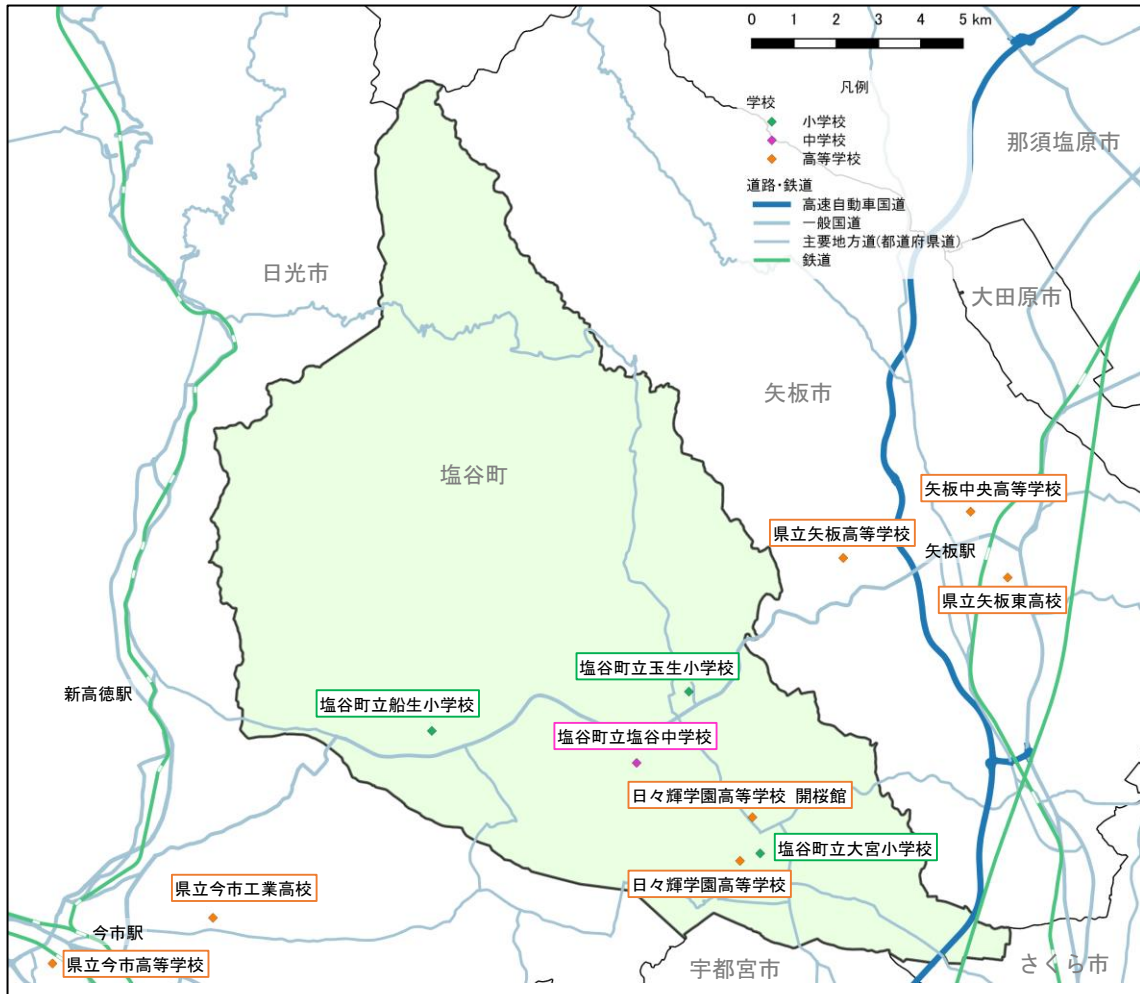 0 1 2 3 4 5 km
凡例
学校
小学校
中学校
高等学校
道路・鉄道
高速自動車国道
一般国道
主要地方道(都道府県道)
鉄道
那須塩原市
日光市
大田原市
矢板市
塩谷町
矢板中央高等学校
県立矢板高等学校
矢板駅
県立矢板東高校
塩谷町立玉生小学校
新高徳駅
塩谷町立船生小学校
塩谷町立塩谷中学校
日々輝学園高等学校 開桜館
塩谷町立大宮小学校
日々輝学園高等学校
県立今市工業高校
今市駅
県立今市高等学校
宇都宮市
さくら市